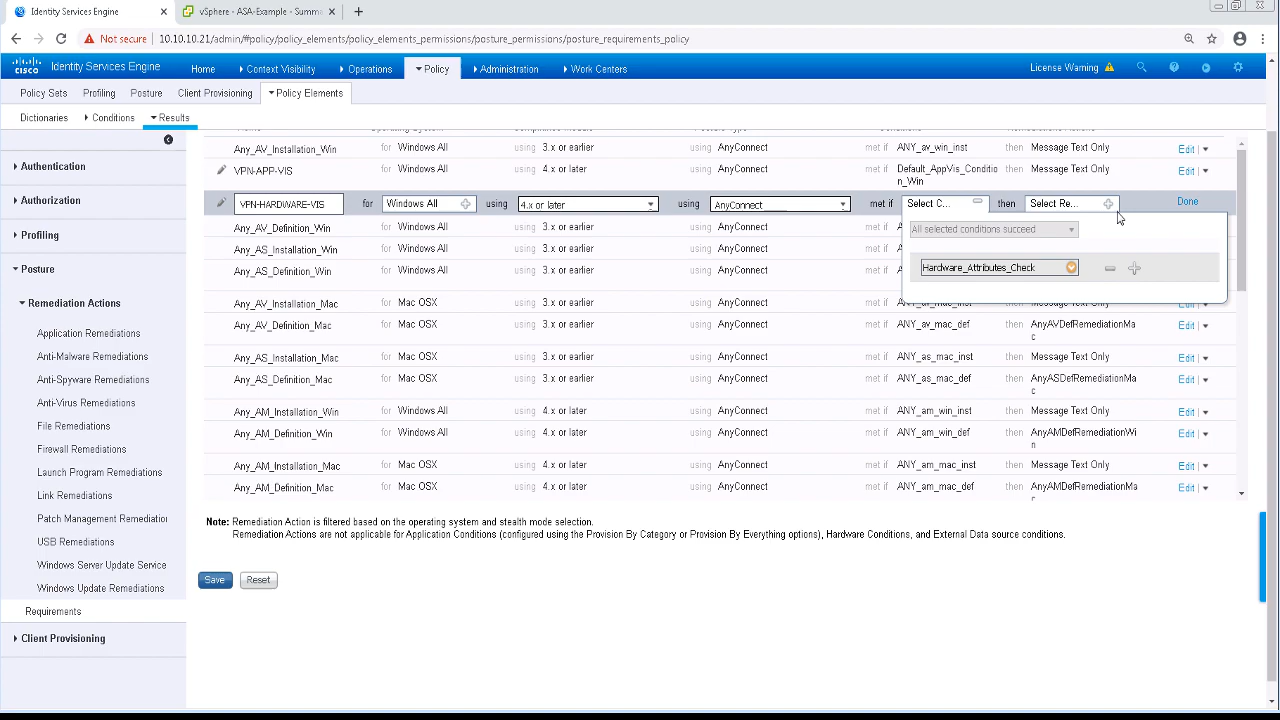 Identity Services Engine
vSphere - ASA-Example - Summ
Not secure 10.10.10.21/admin/#policy/policy_elements/policy_elements_permissions/posture_permissions/posture_requirements_policy
CISCO Identity Services Engine Home Context Visibility Operations Policy Administration Work Centers License Warning
Policy Sets Profiling Posture Client Provisioning Policy Elements
Dictionaries Conditions Results
Authentication
Authorization
Profiling
Posture
Remediation Actions
Application Remediations
Anti-Malware Remediations
Anti-Spyware Remediations
Anti-Virus Remediations
File Remediations
Firewall Remediations
Launch Program Remediations
Link Remediations
Patch Management Remediation
USB Remediations
Windows Server Update Service
Windows Update Remediations
Requirements
Client Provisioning
Any_AV_Installation_Win for Windows All using 3.x or earlier using AnyConnect met if ANY_av_win_inst then Message Text Only Edit
VPN-APP-VIS for Windows All using 4.x or later using AnyConnect met if Default_AppVis_Conditio then Message Text Only Edit
n_Win
VPN-HARDWARE-VIS for Windows All using 4.x or later using AnyConnect met if Select C... then Select Re... Done
All selected conditions succeed
Hardware_Attributes_Check
Any_AV_Definition_Win for Windows All using 3.x or earlier using AnyConnect
Any_AS_Installation_Win for Windows All using 3.x or earlier using AnyConnect
Any_AS_Definition_Win for Windows All using 3.x or earlier using AnyConnect
Any_AV_Installation_Mac for Mac OSX using 3.x or earlier using AnyConnect met if ANY_av_mac_inst then Message Text Only Edit
Any_AV_Definition_Mac for Mac OSX using 3.x or earlier using AnyConnect met if ANY_av_mac_def then AnyAVDefRemediationMa Edit
c
Any_AS_Installation_Mac for Mac OSX using 3.x or earlier using AnyConnect met if ANY_as_mac_inst then Message Text Only Edit
Any_AS_Definition_Mac for Mac OSX using 3.x or earlier using AnyConnect met if ANY_as_mac_def then AnyASDefRemediationMa Edit
c
Any_AM_Installation_Win for Windows All using 4.x or later using AnyConnect met if ANY_am_win_inst then Message Text Only Edit
Any_AM_Definition_Win for Windows All using 4.x or later using AnyConnect met if ANY_am_win_def then AnyAMDefRemediationWi Edit
n
Any_AM_Installation_Mac for Mac OSX using 4.x or later using AnyConnect met if ANY_am_mac_inst then Message Text Only Edit
Any_AM_Definition_Mac for Mac OSX using 4.x or later using AnyConnect met if ANY_am_mac_def then AnyAMDefRemediationMa Edit
Note: Remediation Action is filtered based on the operating system and stealth mode selection.
Remediation Actions are not applicable for Application Conditions (configured using the Provision By Category or Provision By Everything options), Hardware Conditions, and External Data source conditions.
Save Reset